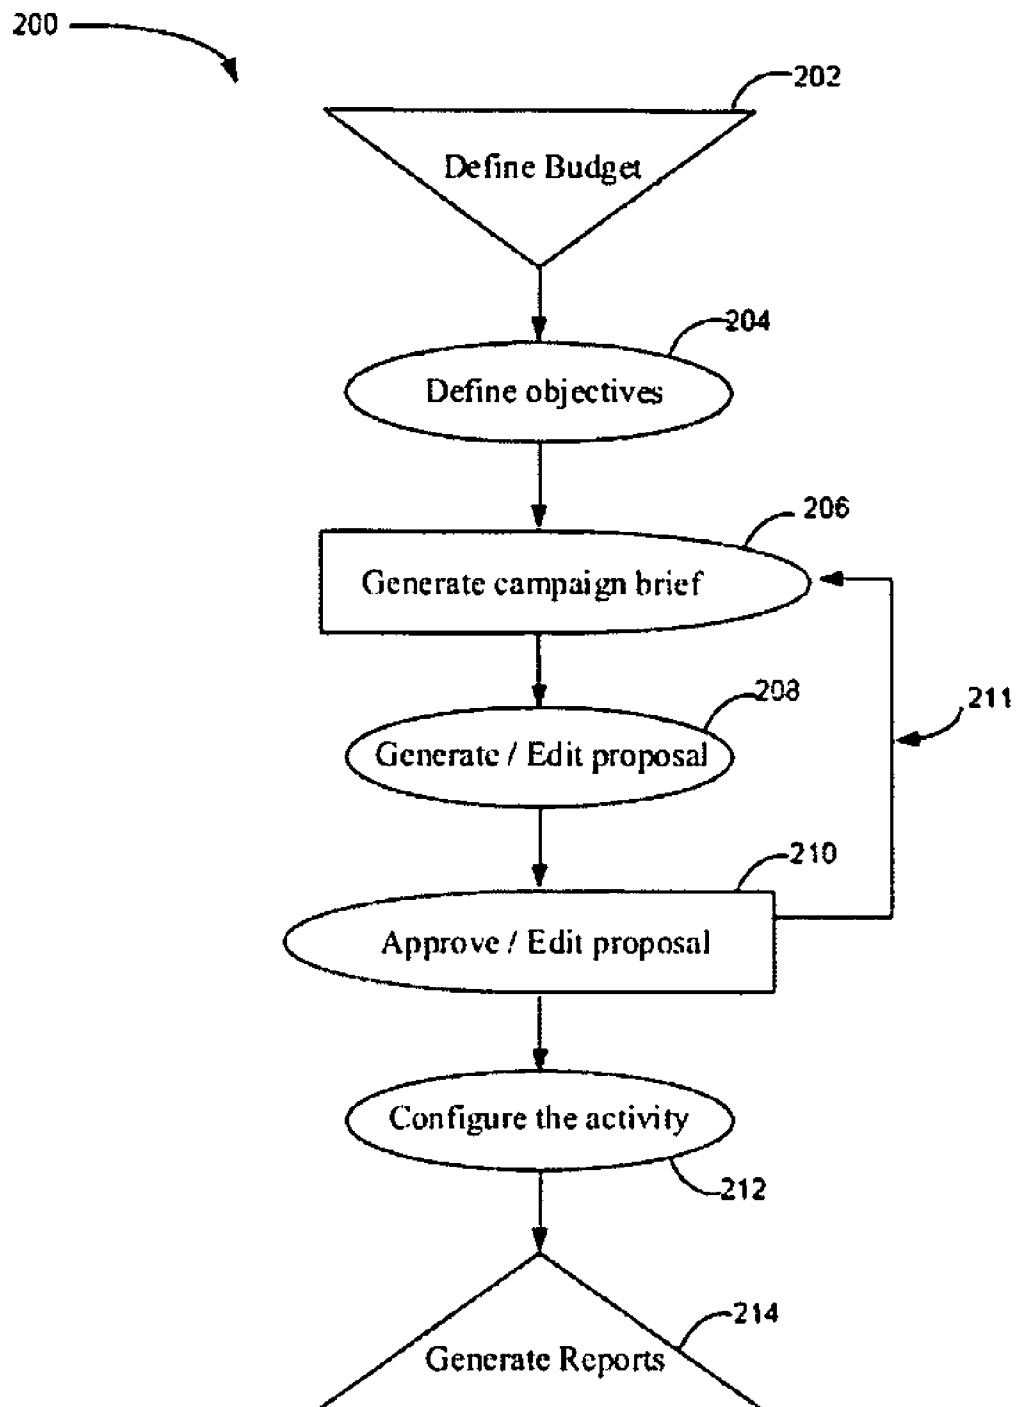 200
202
Define Budget
204
Define objectives
206
Generate campaign brief
208
Generate / Edit proposal
211
210
Approve / Edit proposal
Configure the activity
212
214
Generate Reports